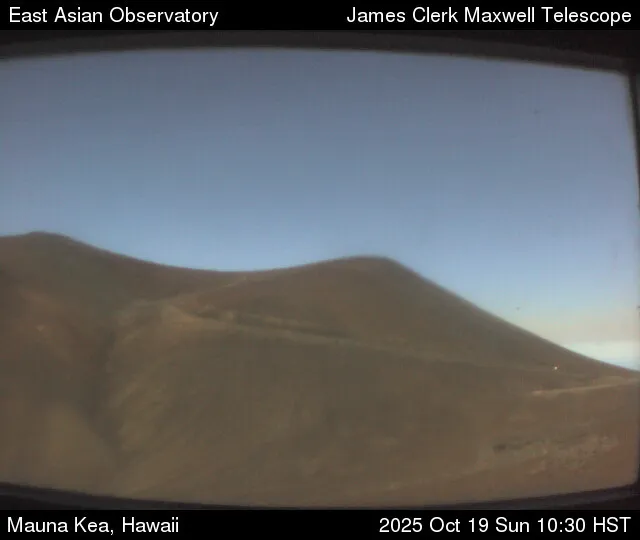 East Asian Observatory
James Clerk Maxwell Telescope
Mauna Kea, Hawaii
2025 Oct 19 Sun 10:30 HST